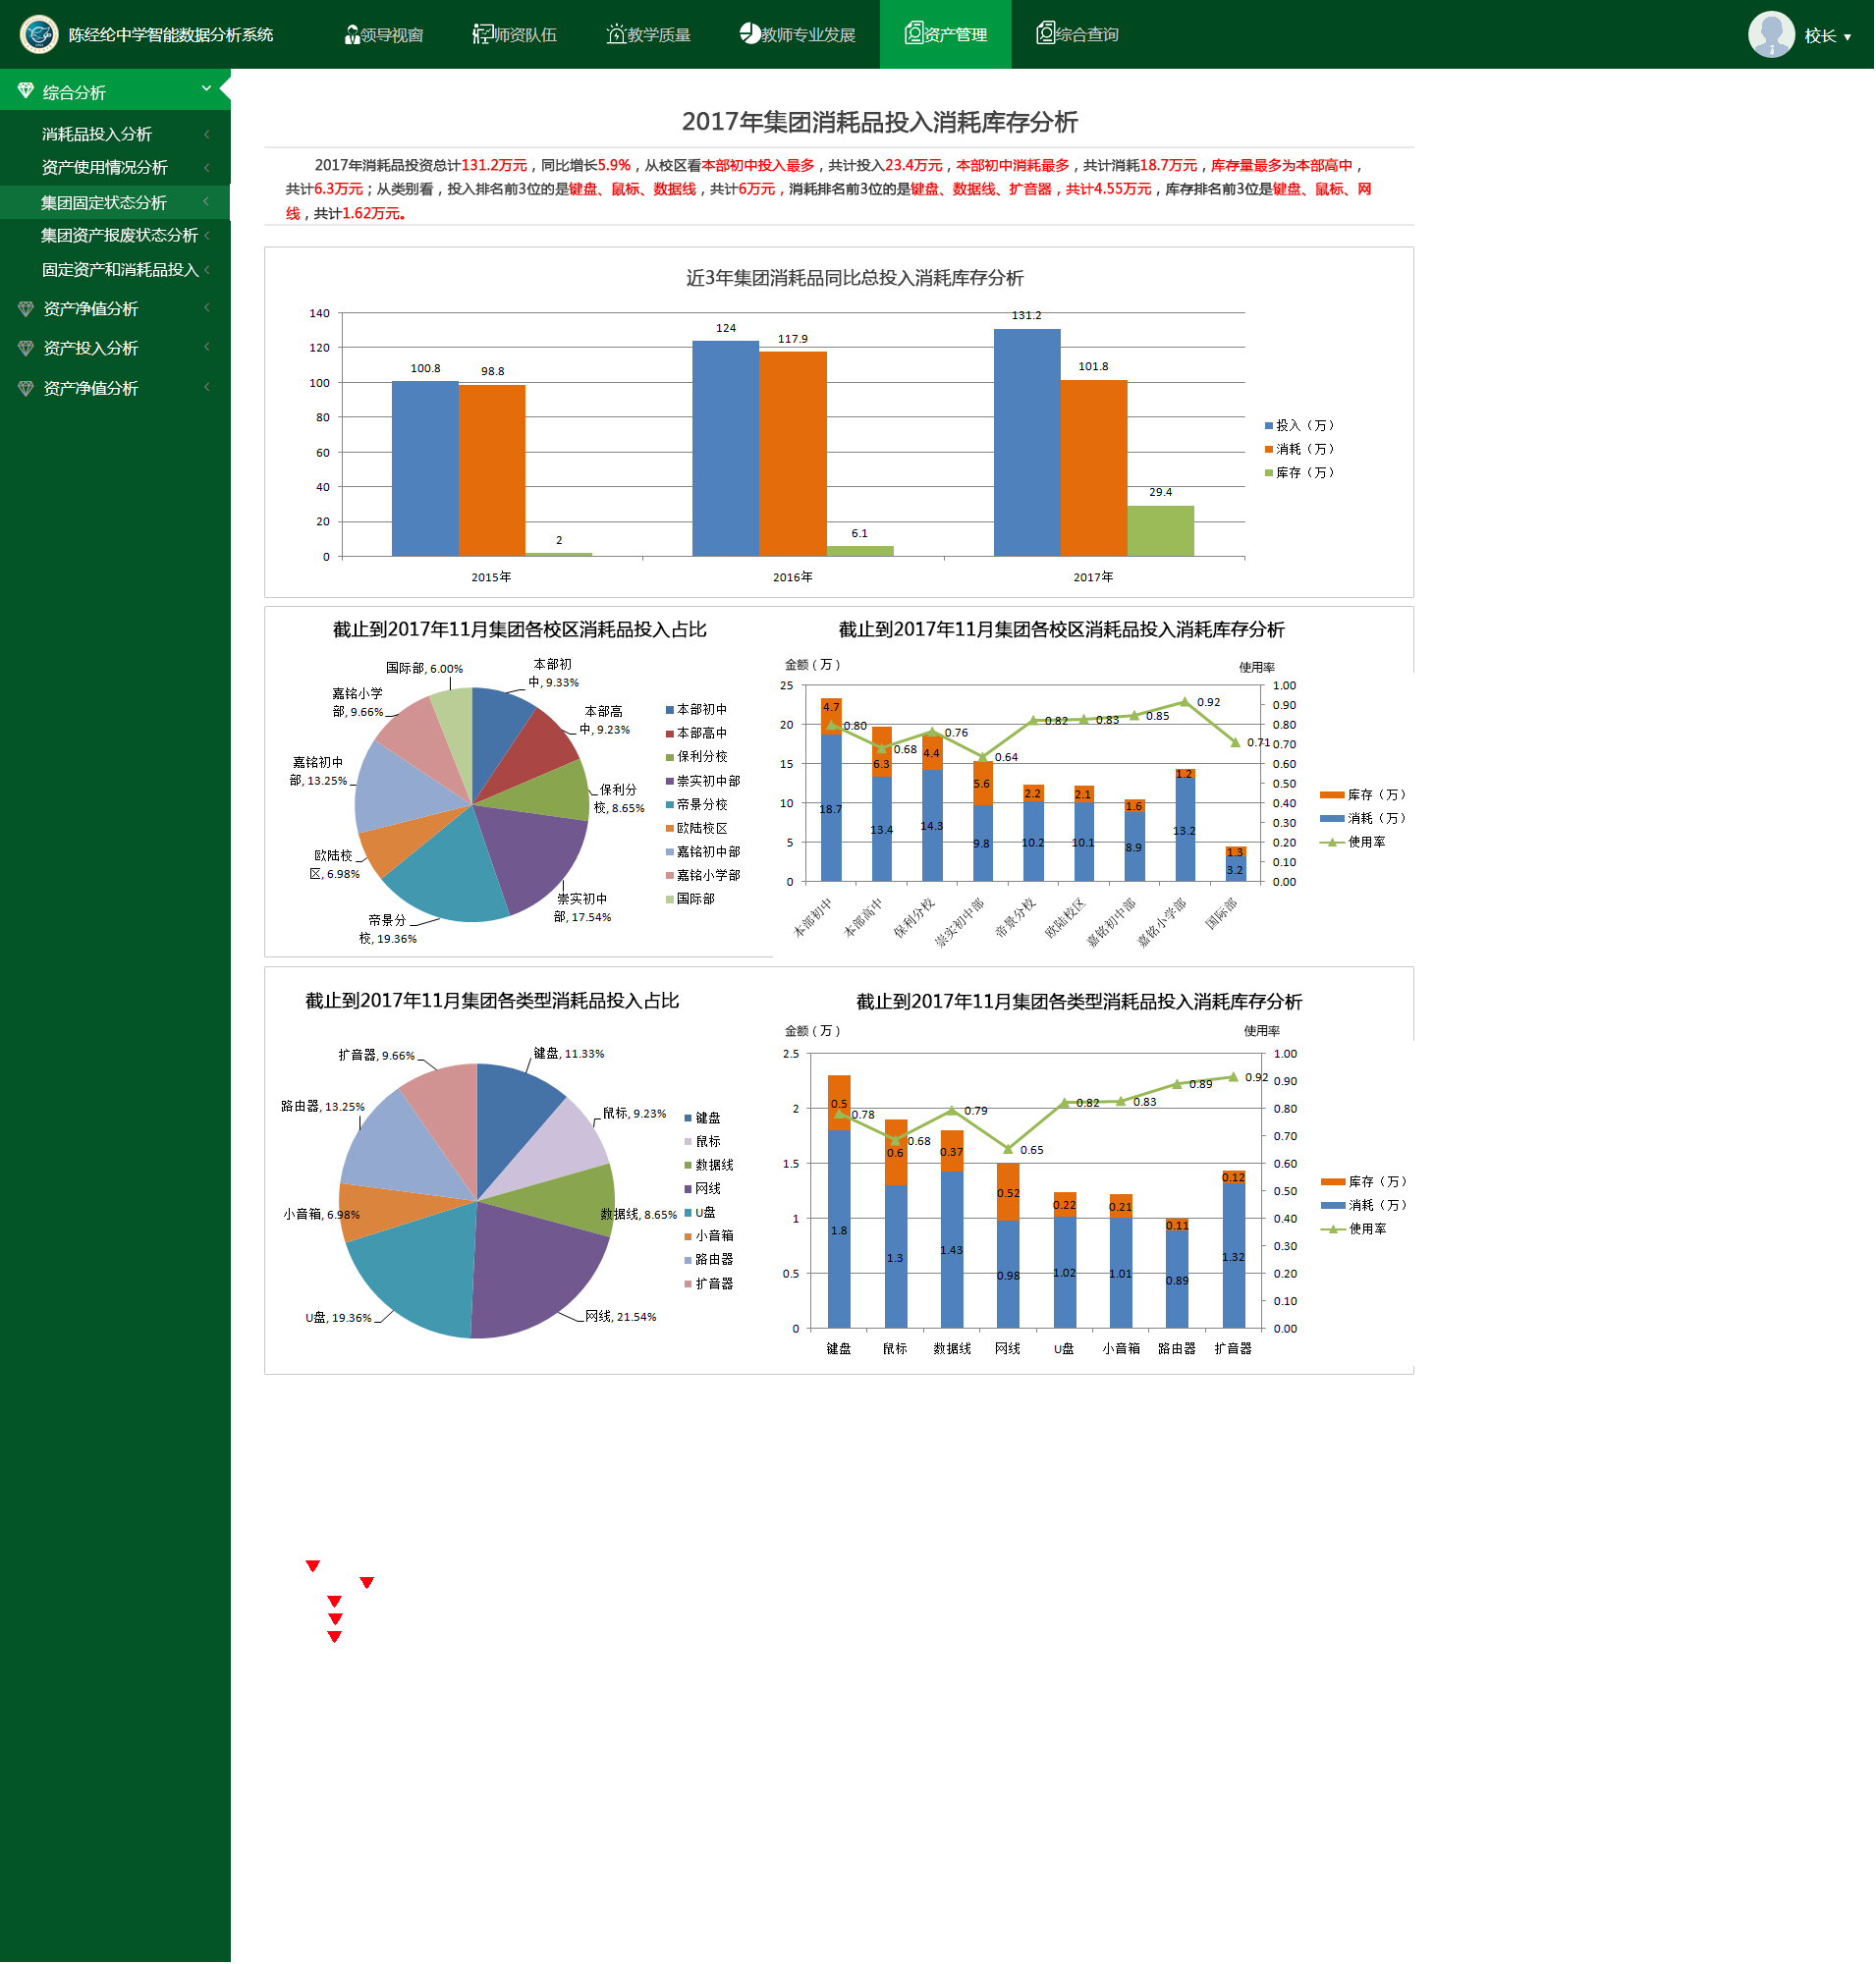 陈经纶中学智能数据分析系统
领导视窗
师资队伍
教学质量
教师专业发展
资产管理
综合查询
校长
综合分析
消耗品投入分析
资产使用情况分析
集团固定状态分析
集团资产报废状态分析
固定资产和消耗品投入
资产净值分析
资产投入分析
资产净值分析
2017年集团消耗品投入消耗库存分析
2017年消耗品投资总计131.2万元，同比增长5.9%，从校区看本部初中投入最多，共计投入23.4万元，本部初中消耗最多，共计消耗18.7万元，库存量最多为本部高中，
共计6.3万元；从类别看，投入排名前3位的是键盘、鼠标、数据线，共计6万元，消耗排名前3位的是键盘、数据线、扩音器，共计4.55万元，库存排名前3位是键盘、鼠标、网
线，共计1.62万元。
近3年集团消耗品同比总投入消耗库存分析
140
120
100
80
60
40
20
0
100.8
98.8
2
124
117.9
6.1
131.2
101.8
29.4
2015年
2016年
2017年
投入（万）
消耗（万）
库存（万）
截止到2017年11月集团各校区消耗品投入占比
国际部, 6.00%
本部初
中, 9.33%
嘉铭小学
部, 9.66%
本部高
中, 9.23%
嘉铭初中
部, 13.25%
保利分
校, 8.65%
欧陆校
区, 6.98%
崇实初中
部, 17.54%
帝景分
校, 19.36%
本部初中
本部高中
保利分校
崇实初中部
帝景分校
欧陆校区
嘉铭初中部
嘉铭小学部
国际部
截止到2017年11月集团各校区消耗品投入消耗库存分析
金额（万）
使用率
25
20
15
10
5
0
1.00
0.90
0.80
0.70
0.60
0.50
0.40
0.30
0.20
0.10
0.00
4.7
6.3
4.4
5.6
2.2
2.1
1.6
1.2
1.3
0.80
0.68
0.76
0.64
0.82
0.83
0.85
0.92
0.71
18.7
13.4
14.3
9.8
10.2
10.1
8.9
13.2
3.2
本部初中
本部高中
保利分校
崇实初中部
帝景分校
欧陆校区
嘉铭初中部
嘉铭小学部
国际部
库存（万）
消耗（万）
使用率
截止到2017年11月集团各类型消耗品投入占比
扩音器, 9.66%
键盘, 11.33%
路由器, 13.25%
鼠标, 9.23%
小音箱, 6.98%
数据线, 8.65%
U盘, 19.36%
网线, 21.54%
键盘
鼠标
数据线
网线
U盘
小音箱
路由器
扩音器
截止到2017年11月集团各类型消耗品投入消耗库存分析
金额（万）
使用率
2.5
2
1.5
1
0.5
0
1.00
0.90
0.80
0.70
0.60
0.50
0.40
0.30
0.20
0.10
0.00
0.5
0.6
0.37
0.52
0.22
0.21
0.11
0.12
0.78
0.68
0.79
0.65
0.82
0.83
0.89
0.92
1.8
1.3
1.43
0.98
1.02
1.01
0.89
1.32
键盘
鼠标
数据线
网线
U盘
小音箱
路由器
扩音器
库存（万）
消耗（万）
使用率